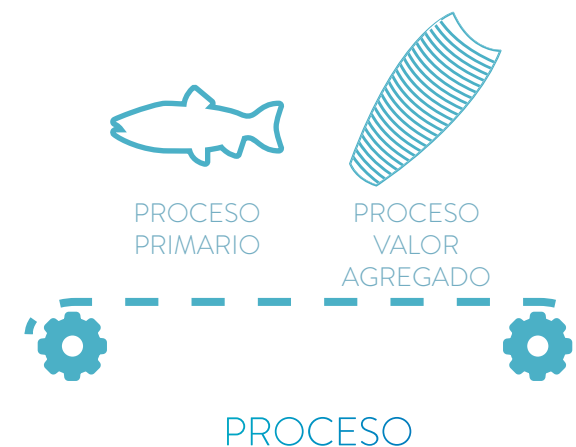 PROCESO
PRIMARIO
PROCESO
VALOR
AGREGADO
PROCESO